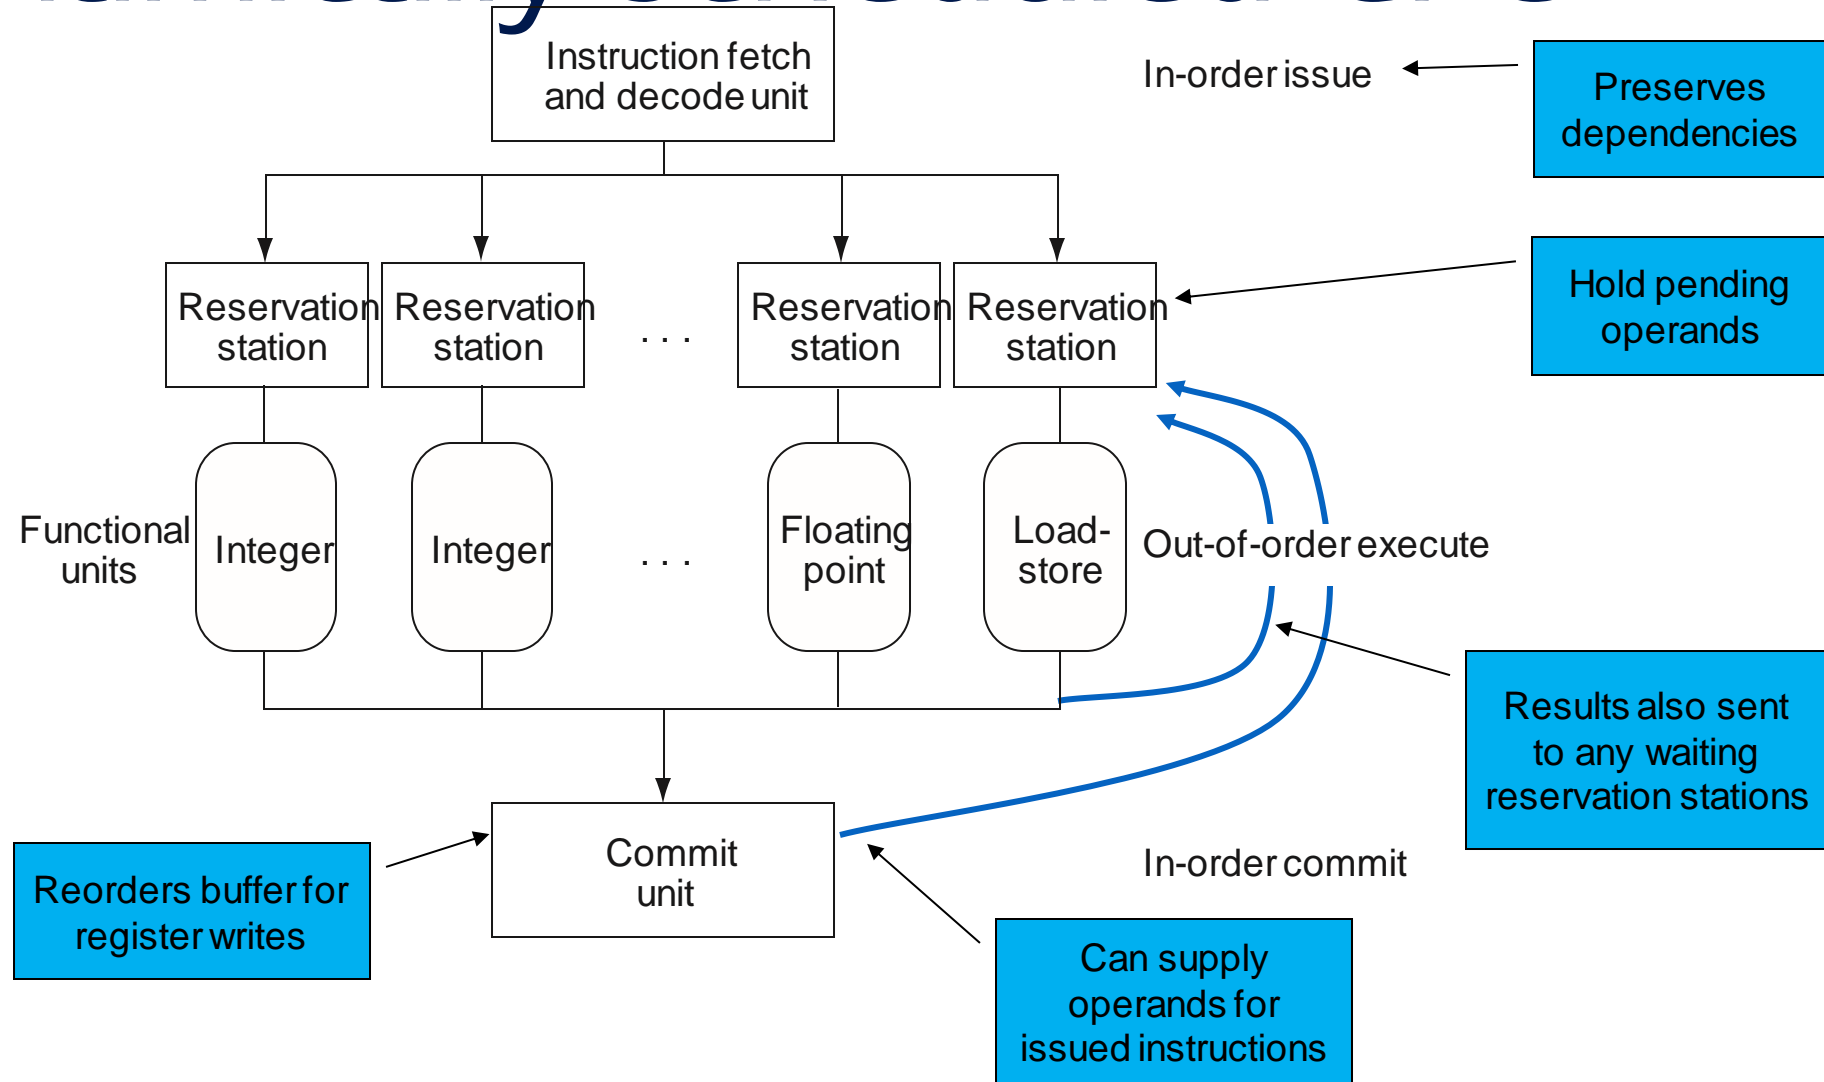 Instruction fetch
and decode unit
In-order issue
Preserves
dependencies
Reservation
station
Reservation
station
. . .
Reservation
station
Reservation
station
Hold pending
operands
Functional
units
Integer
Integer
. . .
Floating
point
Load-
store
Out-of-order execute
Results also sent
to any waiting
reservation stations
Commit
unit
In-order commit
Reorders buffer for
register writes
Can supply
operands for
issued instructions